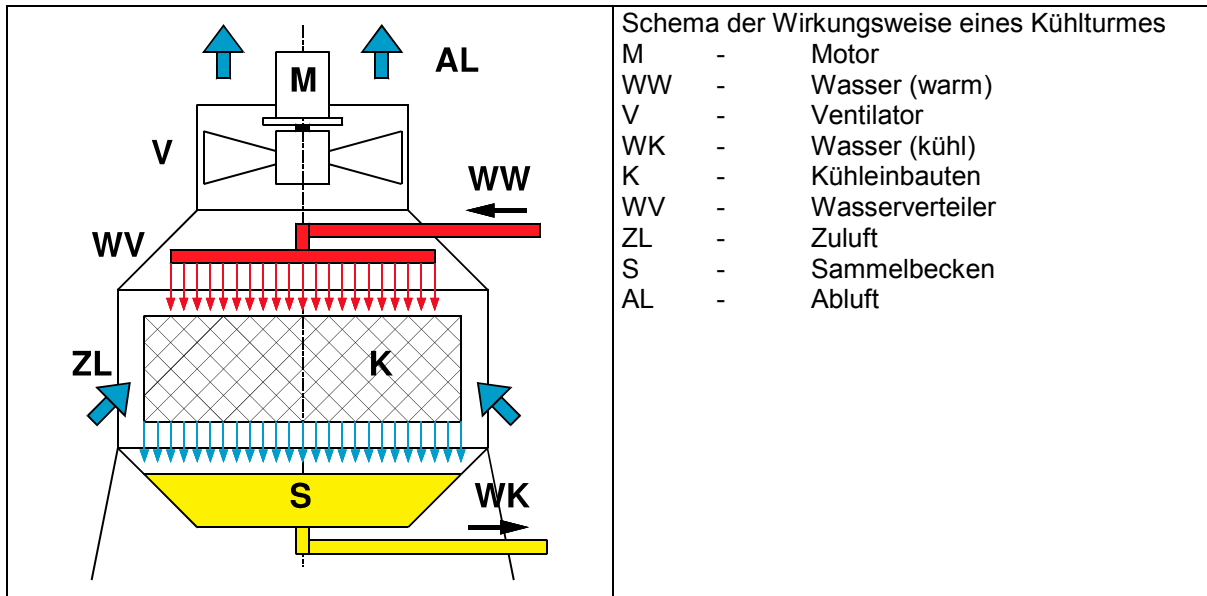 M
AL
V
WW
WV
ZL
K
S
WK
Schema der Wirkungsweise eines Kühlturmes
M - Motor
WW - Wasser (warm)
V - Ventilator
WK - Wasser (kühl)
K - Kühleinbauten
WV - Wasserverteiler
ZL - Zuluft
S - Sammelbecken
AL - Abluft